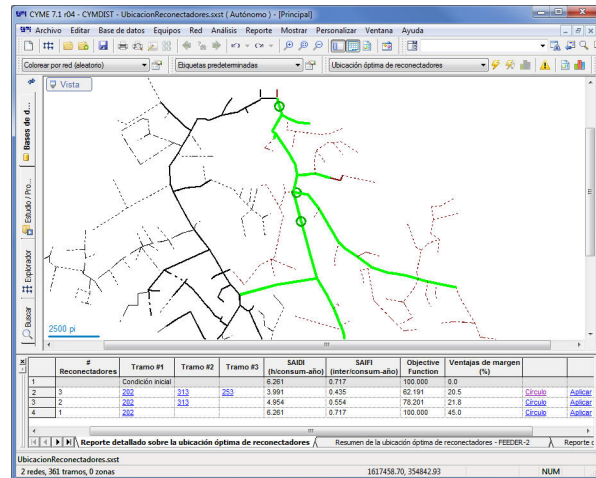 CYME 7.1 r04 - CYMDIST - UbicacionReconectadores.sxst ( Autónomo ) - [Principal]
Archivo Editar Base de datos Equipos Red Análisis Reporte Mostrar Personalizar Ventana Ayuda
Colorear por red (aleatorio) Etiquetas predeterminadas Ubicación óptima de reconectadores
Vista
Bases de d...
Estudio / Pro...
Explorador
Buscar
2500 pi
# Reconectadores Tramo #1 Tramo #2 Tramo #3 SAIDI (h/consum-año) SAIFI (inter/consum-año) Objective Function Ventajas de margen (%)
1 Condición inicial 6.261 0.717 100.000 0.0
2 3 202 313 253 3.991 0.435 62.191 20.5 Círculo Aplicar
3 2 202 313 4.954 0.554 78.201 21.8 Círculo Aplicar
4 1 202 6.261 0.717 100.000 45.0 Círculo Aplicar
Reporte detallado sobre la ubicación óptima de reconectadores Resumen de la ubicación óptima de reconectadores - FEEDER-2 Reporte c
UbicacionReconectadores.sxst
2 redes, 361 tramos, 0 zonas 1617458.70, 354842.93 NUM